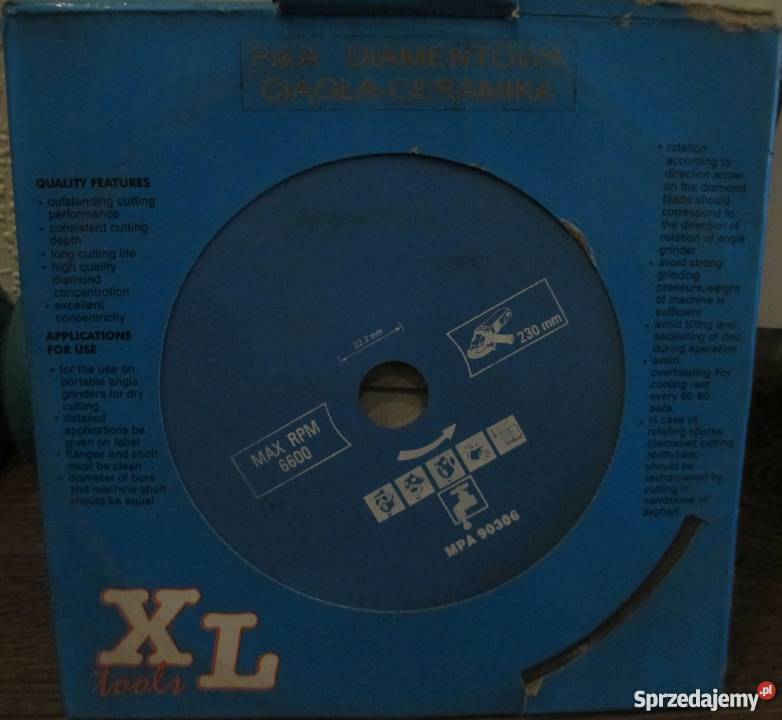 PIŁA DIAMENTOWA
CIĄGŁA-CERAMIKA
QUALITY FEATURES
• outstanding cutting
performance
• consistent cutting
depth
• long cutting life
• high quality
diamond
concentration
• excellent
concentricity
APPLICATIONS
FOR USE
• for the use on
portable angle
grinders for dry
cutting
• detailed
applications be
given on label
• flanges and shaft
must be clean
• diameter of bore
and machine shaft
should be equal
• rotation
according to
direction arrow
on the diamond
blade should
correspond to
the direction of
rotation of angle
grinder
• avoid strong
grinding
pressure,weight
of machine is
sufficient
• avoid tilting and
ascillating of disc
during aperation
• avoid
overheating For
cooling rest
every 60-80
secs.
• in case of
rotating sparks
(decreased cutting
ability)disc
should be
resharpened by
cutting in
sandstone of
asphalt
22,2 mm
230 mm
MAX RPM
6600
MPA 90306
XL
tools
Sprzedajemy.pl